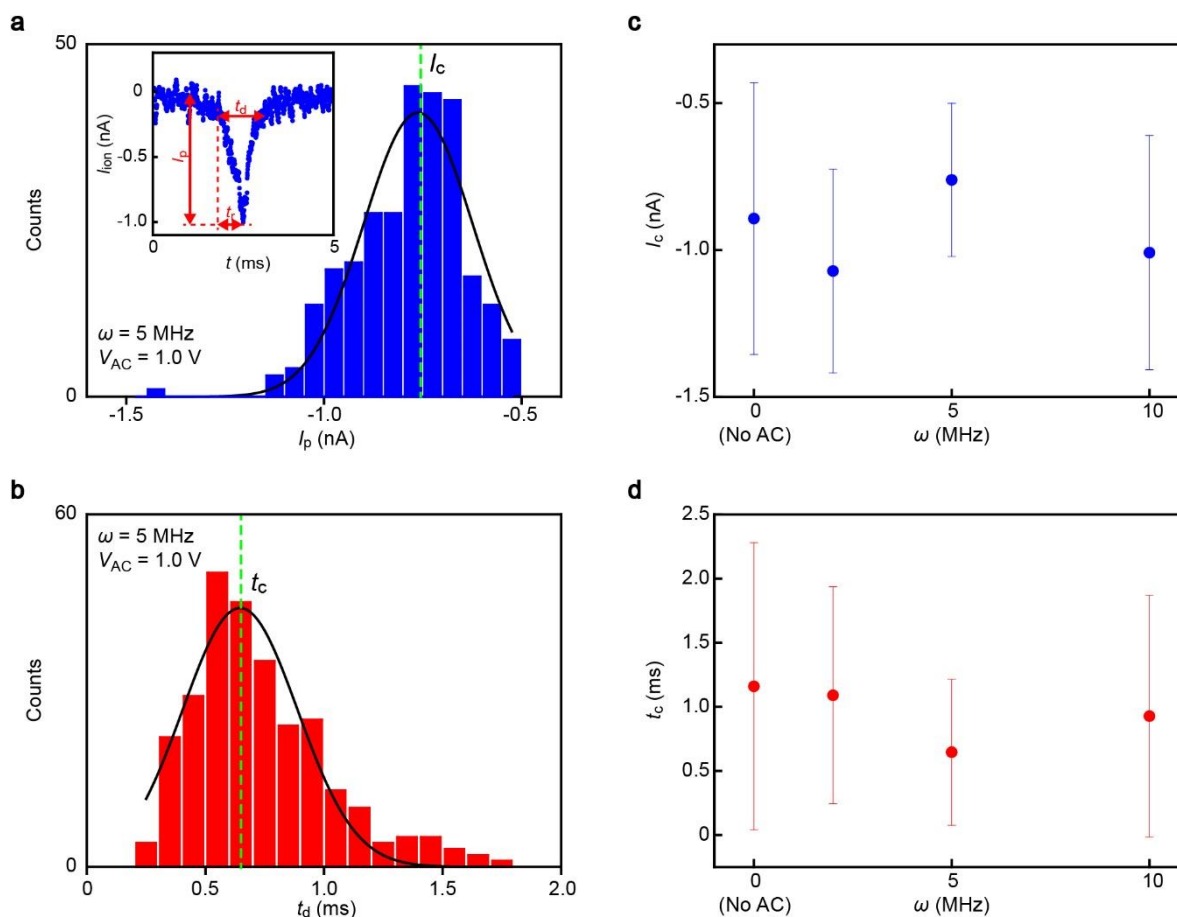 a
50
Counts
0
I_c
ω = 5 MHz
V_AC = 1.0 V
-1.5
-1.0
-0.5
I_p (nA)
I_ion (nA)
0
-0.5
-1.0
I_p
t_d
t_r
0
5
t (ms)
b
60
Counts
0
ω = 5 MHz
V_AC = 1.0 V
t_c
0
0.5
1.0
1.5
2.0
t_d (ms)
c
I_c (nA)
-0.5
-1.0
-1.5
0
5
10
(No AC)
ω (MHz)
d
t_c (ms)
2.5
2.0
1.5
1.0
0.5
0
0
5
10
(No AC)
ω (MHz)